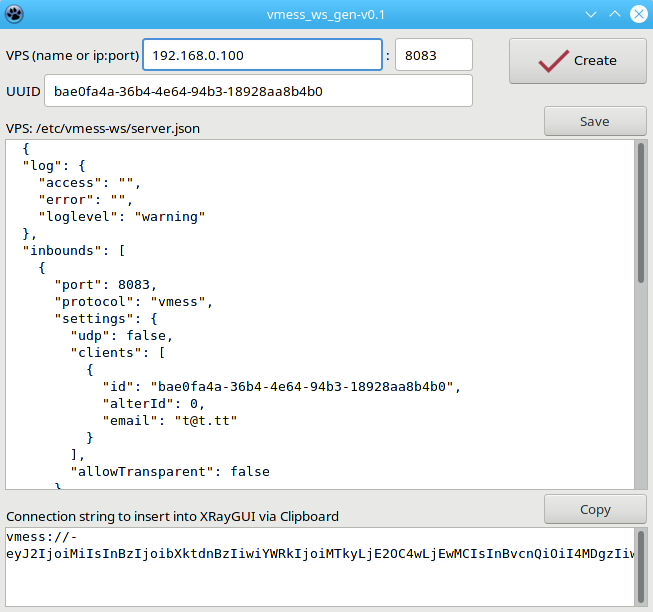 vmess_ws_gen-v0.1
VPS (name or ip:port) 192.168.0.100 : 8083
Create
UUID bae0fa4a-36b4-4e64-94b3-18928aa8b4b0
Save
VPS: /etc/vmess-ws/server.json
{
"log": {
"access": "",
"error": "",
"loglevel": "warning"
},
"inbounds": [
{
"port": 8083,
"protocol": "vmess",
"settings": {
"udp": false,
"clients": [
{
"id": "bae0fa4a-36b4-4e64-94b3-18928aa8b4b0",
"alterId": 0,
"email": "t@t.tt"
}
],
"allowTransparent": false
}
Copy
Connection string to insert into XRayGUI via Clipboard
vmess://-
eyJ2IjoiMiIsInBzIjoibXktdnBzIiwiYWRkIjoiMTkyLjE2OC4wLjEwMCIsInBvcnQiOiI4MDgzIiw